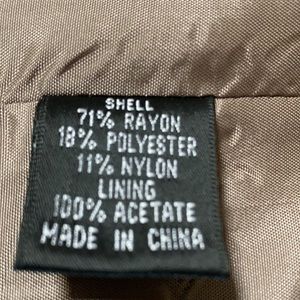 SHELL
71% RAYON
18% POLYESTER
11% NYLON
LINING
100% ACETATE
MADE IN CHINA